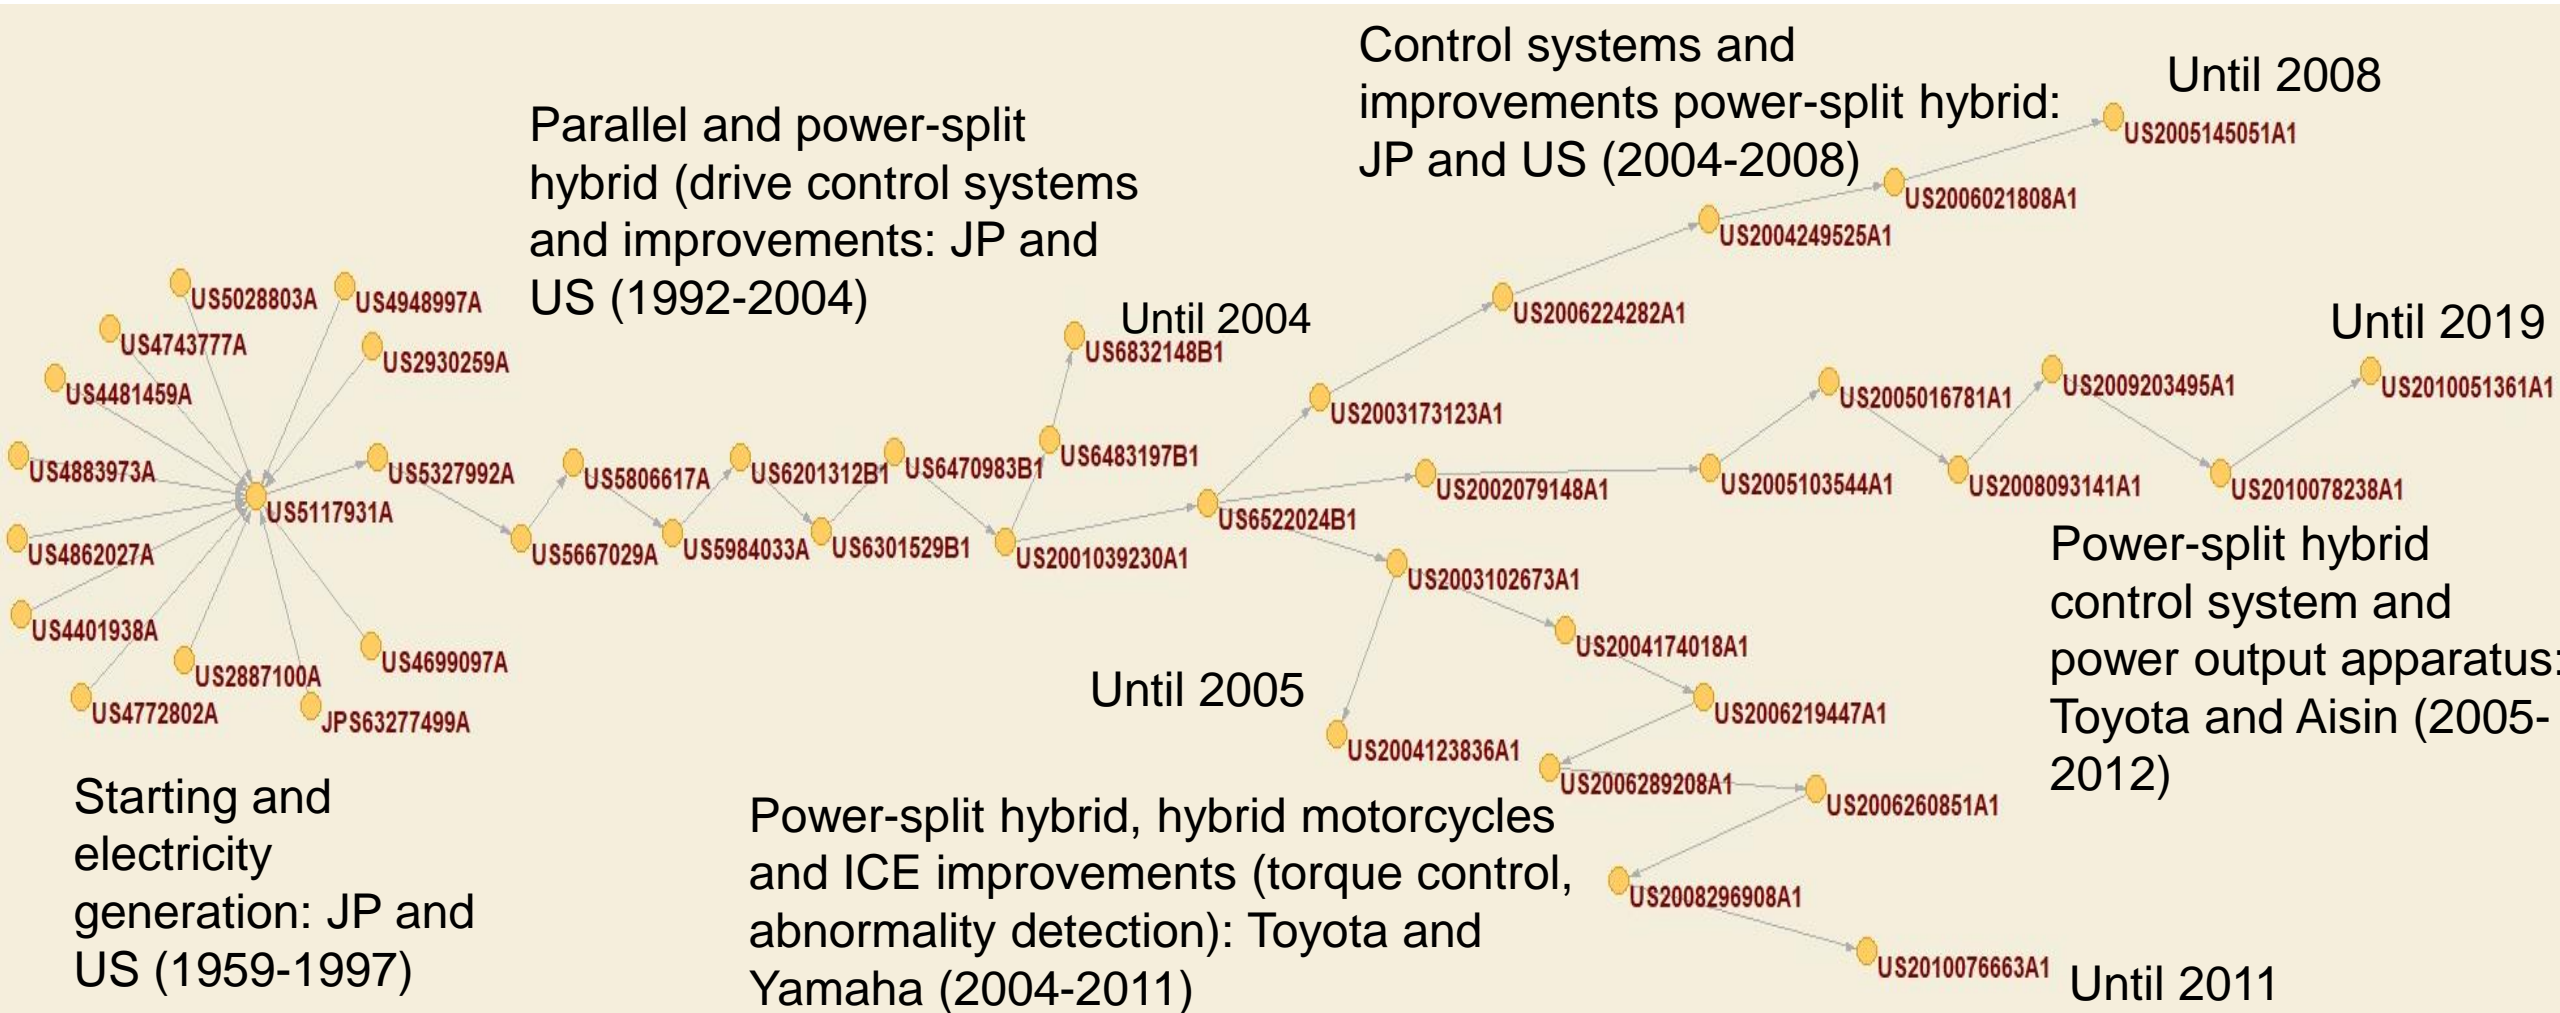 Control systems and
improvements power-split hybrid:
JP and US (2004-2008)
Until 2008
US2005145051A1
Parallel and power-split
hybrid (drive control systems
and improvements: JP and
US (1992-2004)
US2006021808A1
US2004249525A1
US5028803A
US4948997A
US2006224282A1
Until 2004
Until 2019
US4743777A
US2930259A
US6832148B1
US4481459A
US2003173123A1
US2005016781A1
US2009203495A1
US2010051361A1
US4883973A
US5327992A
US5806617A
US6201312B1
US6470983B1
US6483197B1
US2002079148A1
US2005103544A1
US2008093141A1
US2010078238A1
US5117931A
US6522024B1
US4862027A
US5667029A
US5984033A
US6301529B1
US2001039230A1
US2003102673A1
Power-split hybrid
control system and
power output apparatus:
Toyota and Aisin (2005-
2012)
US4401938A
US2887100A
US4699097A
US2004174018A1
US4772802A
JPS63277499A
Until 2005
US2006219447A1
US2004123836A1
US2006289208A1
US2006260851A1
Starting and
electricity
generation: JP and
US (1959-1997)
Power-split hybrid, hybrid motorcycles
and ICE improvements (torque control,
abnormality detection): Toyota and
Yamaha (2004-2011)
US2008296908A1
US2010076663A1
Until 2011